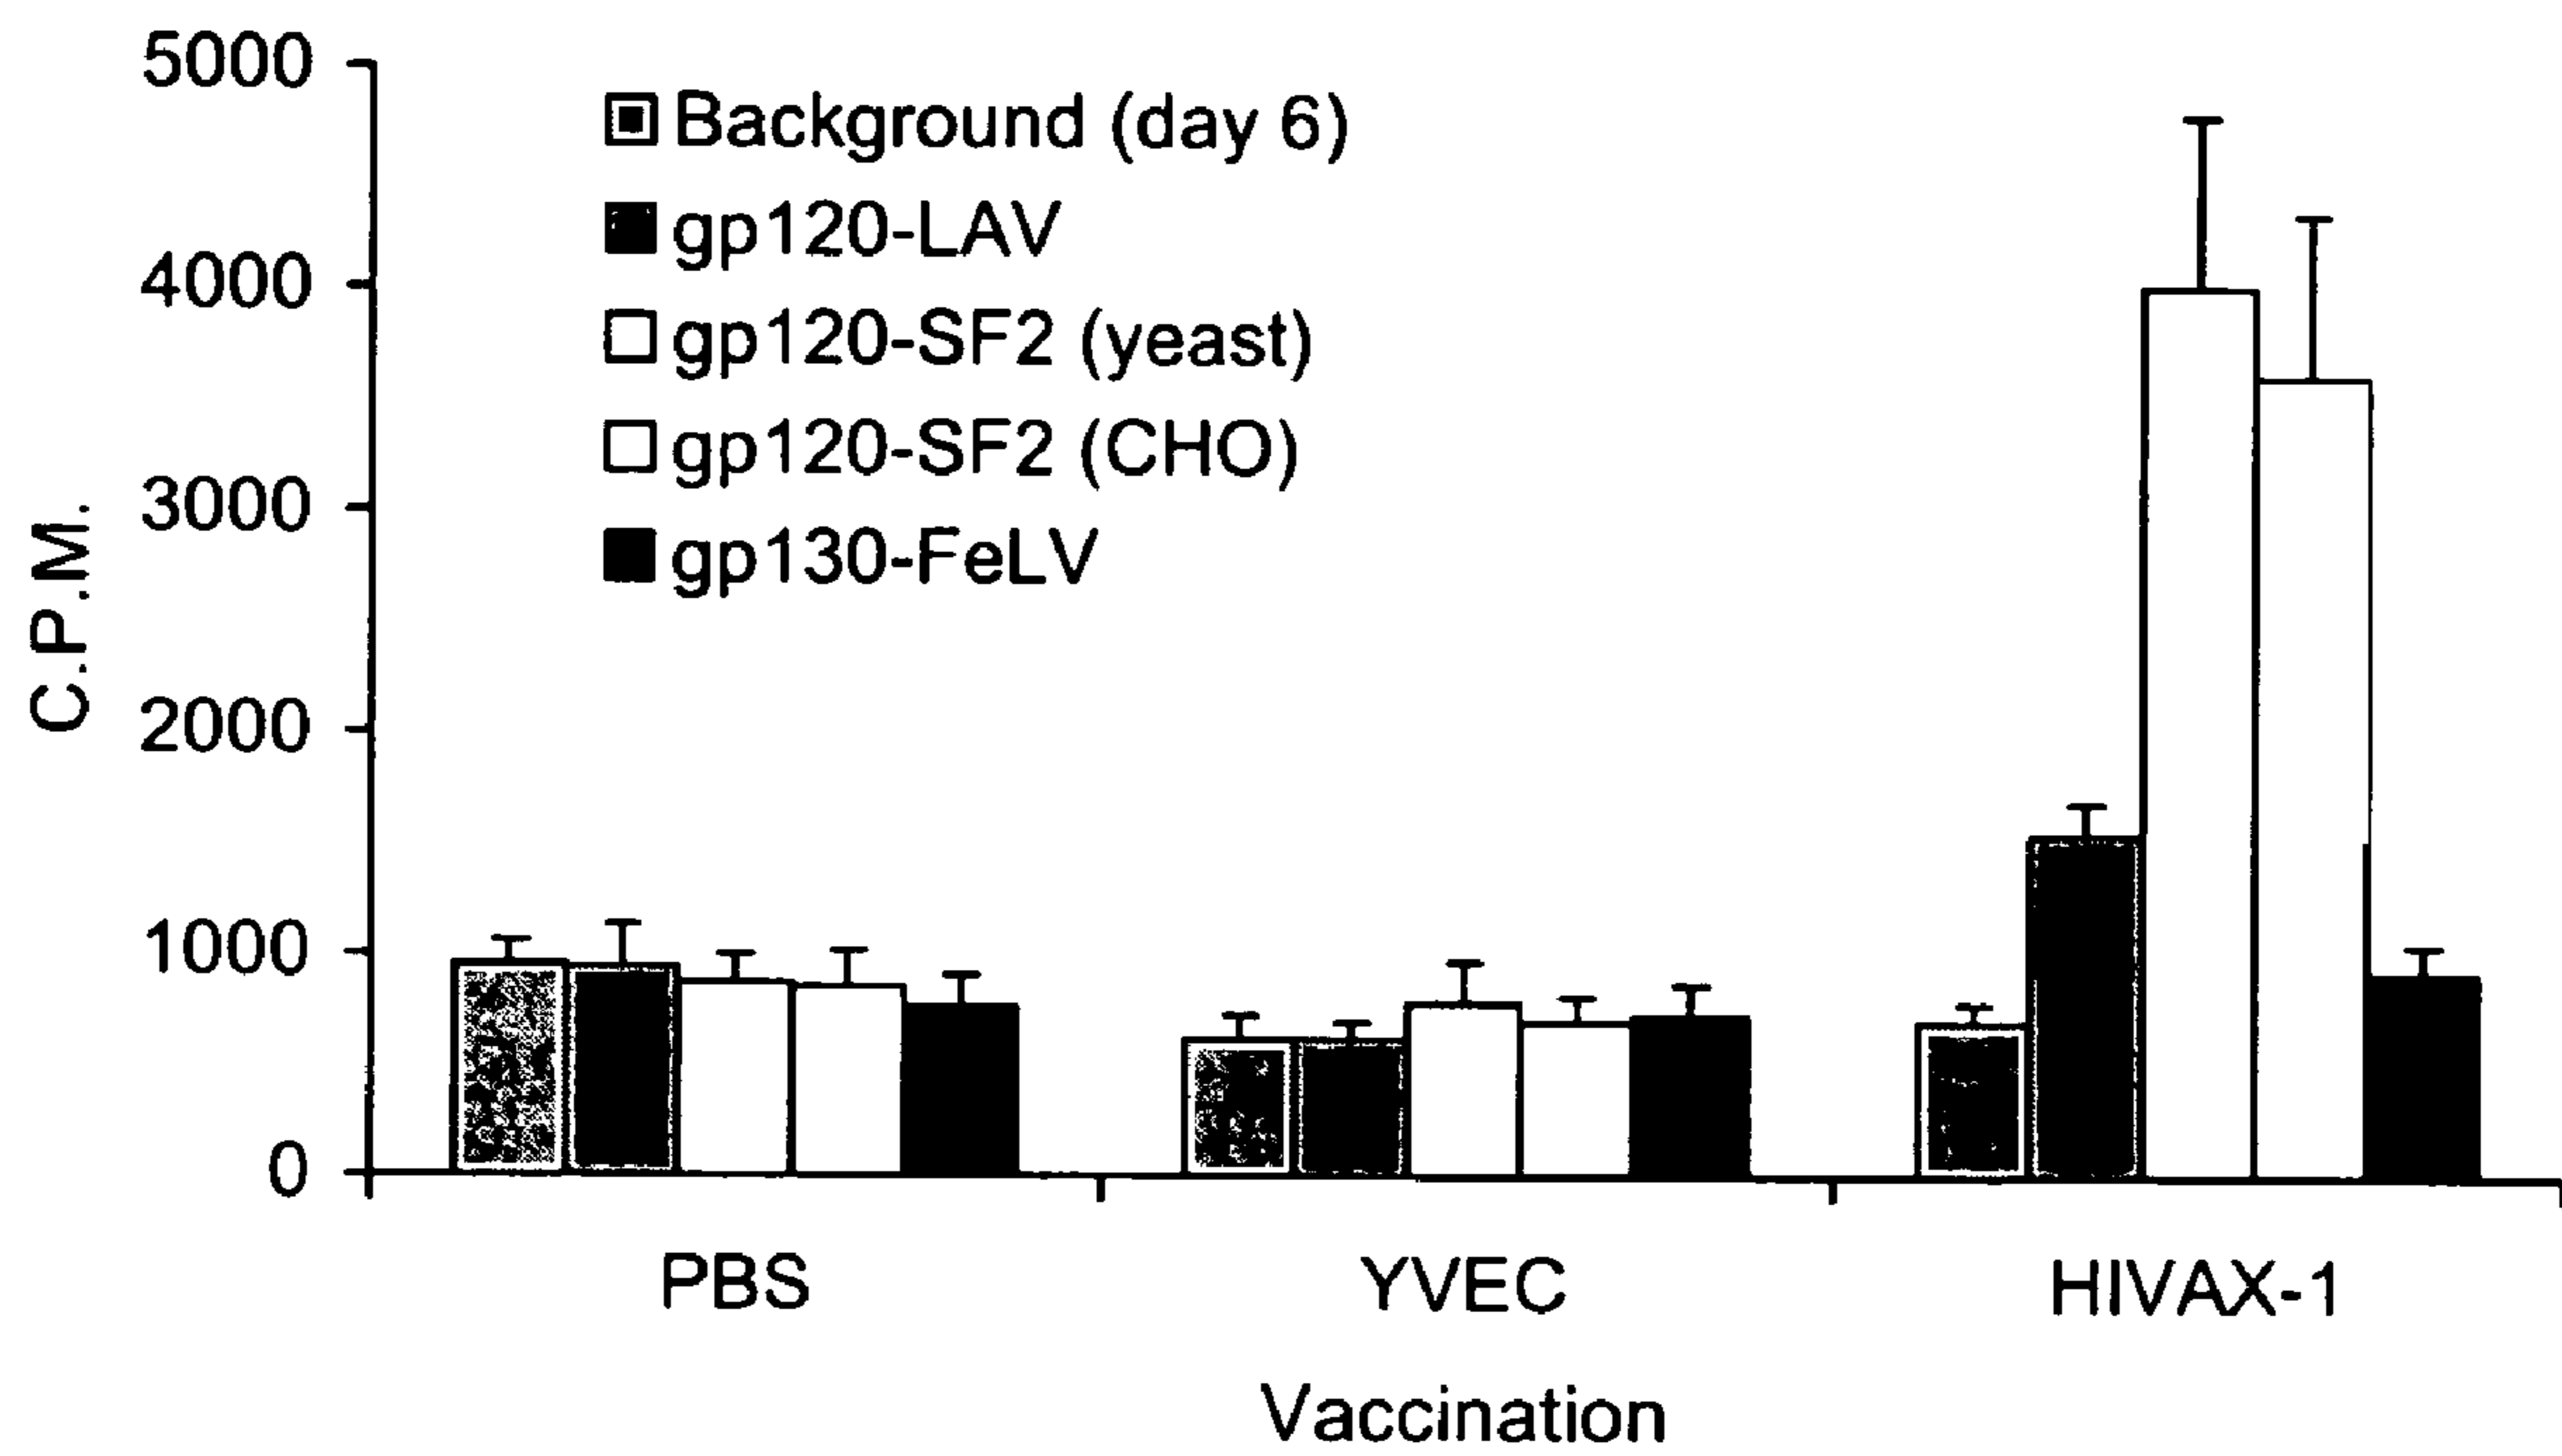 5000
4000
3000
2000
1000
0
C.P.M.
Background (day 6)
gp120-LAV
gp120-SF2 (yeast)
gp120-SF2 (CHO)
gp130-FeLV
PBS
YVEC
HIVAX-1
Vaccination